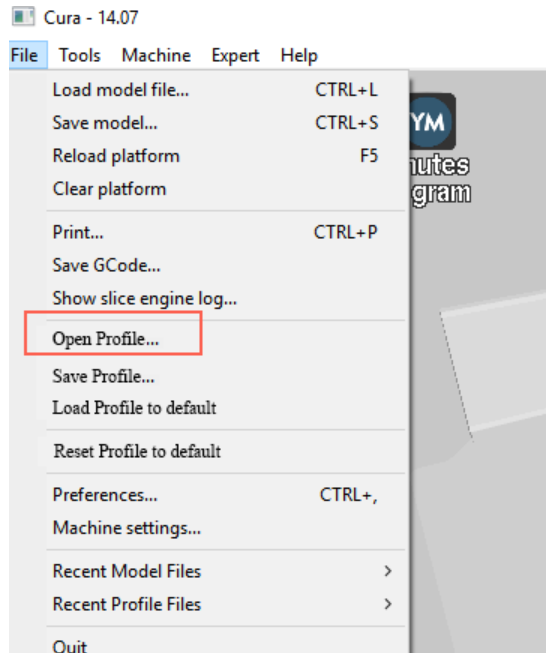 Cura - 14.07
File Tools Machine Expert Help
Load model file... CTRL+L
Save model... CTRL+S
Reload platform F5
Clear platform
Print... CTRL+P
Save GCode...
Show slice engine log...
Open Profile...
Save Profile...
Load Profile to default
Reset Profile to default
Preferences... CTRL+,
Machine settings...
Recent Model Files
Recent Profile Files
Quit
YM
nutes
gram